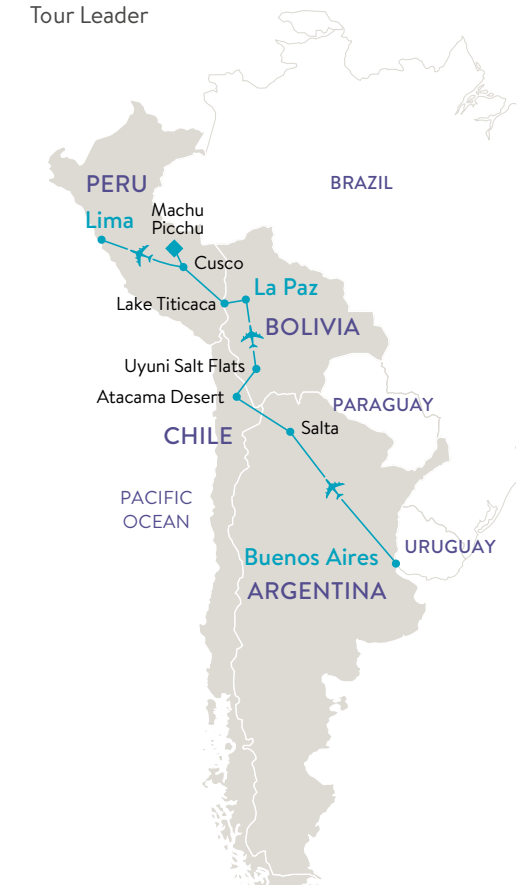 Tour Leader
PERU
BRAZIL
Lima
Machu
Picchu
Cusco
Lake Titicaca
La Paz
BOLIVIA
Uyuni Salt Flats
Atacama Desert
PARAGUAY
CHILE
Salta
PACIFIC
OCEAN
Buenos Aires
URUGUAY
ARGENTINA